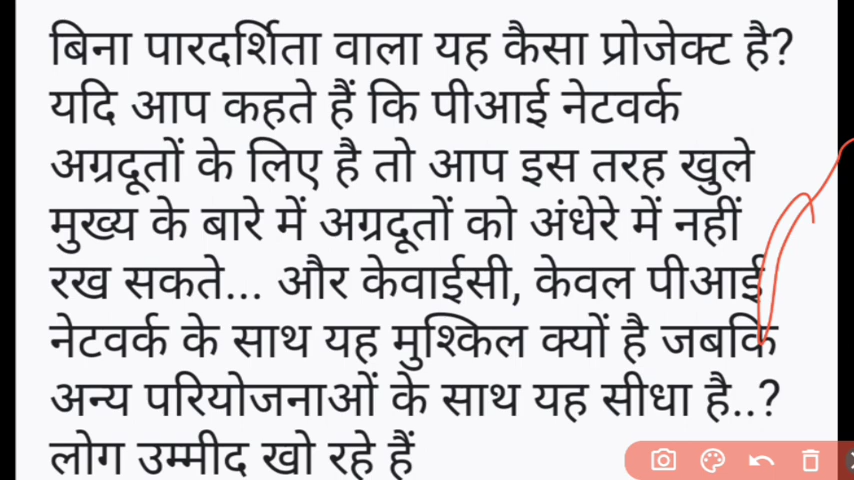 बिना पारदर्शिता वाला यह कैसा प्रोजेक्ट है?
यदि आप कहते हैं कि पीआई नेटवर्क
अग्रदूतों के लिए है तो आप इस तरह खुले
मुख्य के बारे में अग्रदूतों को अंधेरे में नहीं
रख सकते... और केवाईसी, केवल पीआई
नेटवर्क के साथ यह मुश्किल क्यों है जबकि
अन्य परियोजनाओं के साथ यह सीधा है..?
लोग उम्मीद खो रहे हैं